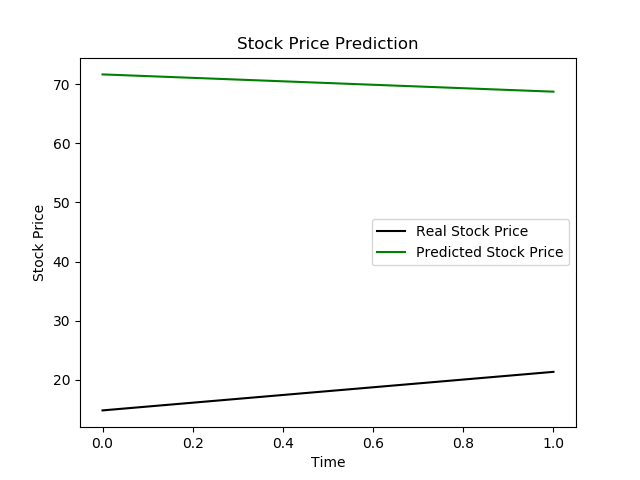 Stock Price Prediction
70
60
50
40
30
20
Stock Price
Real Stock Price
Predicted Stock Price
0.0 0.2 0.4 0.6 0.8 1.0
Time